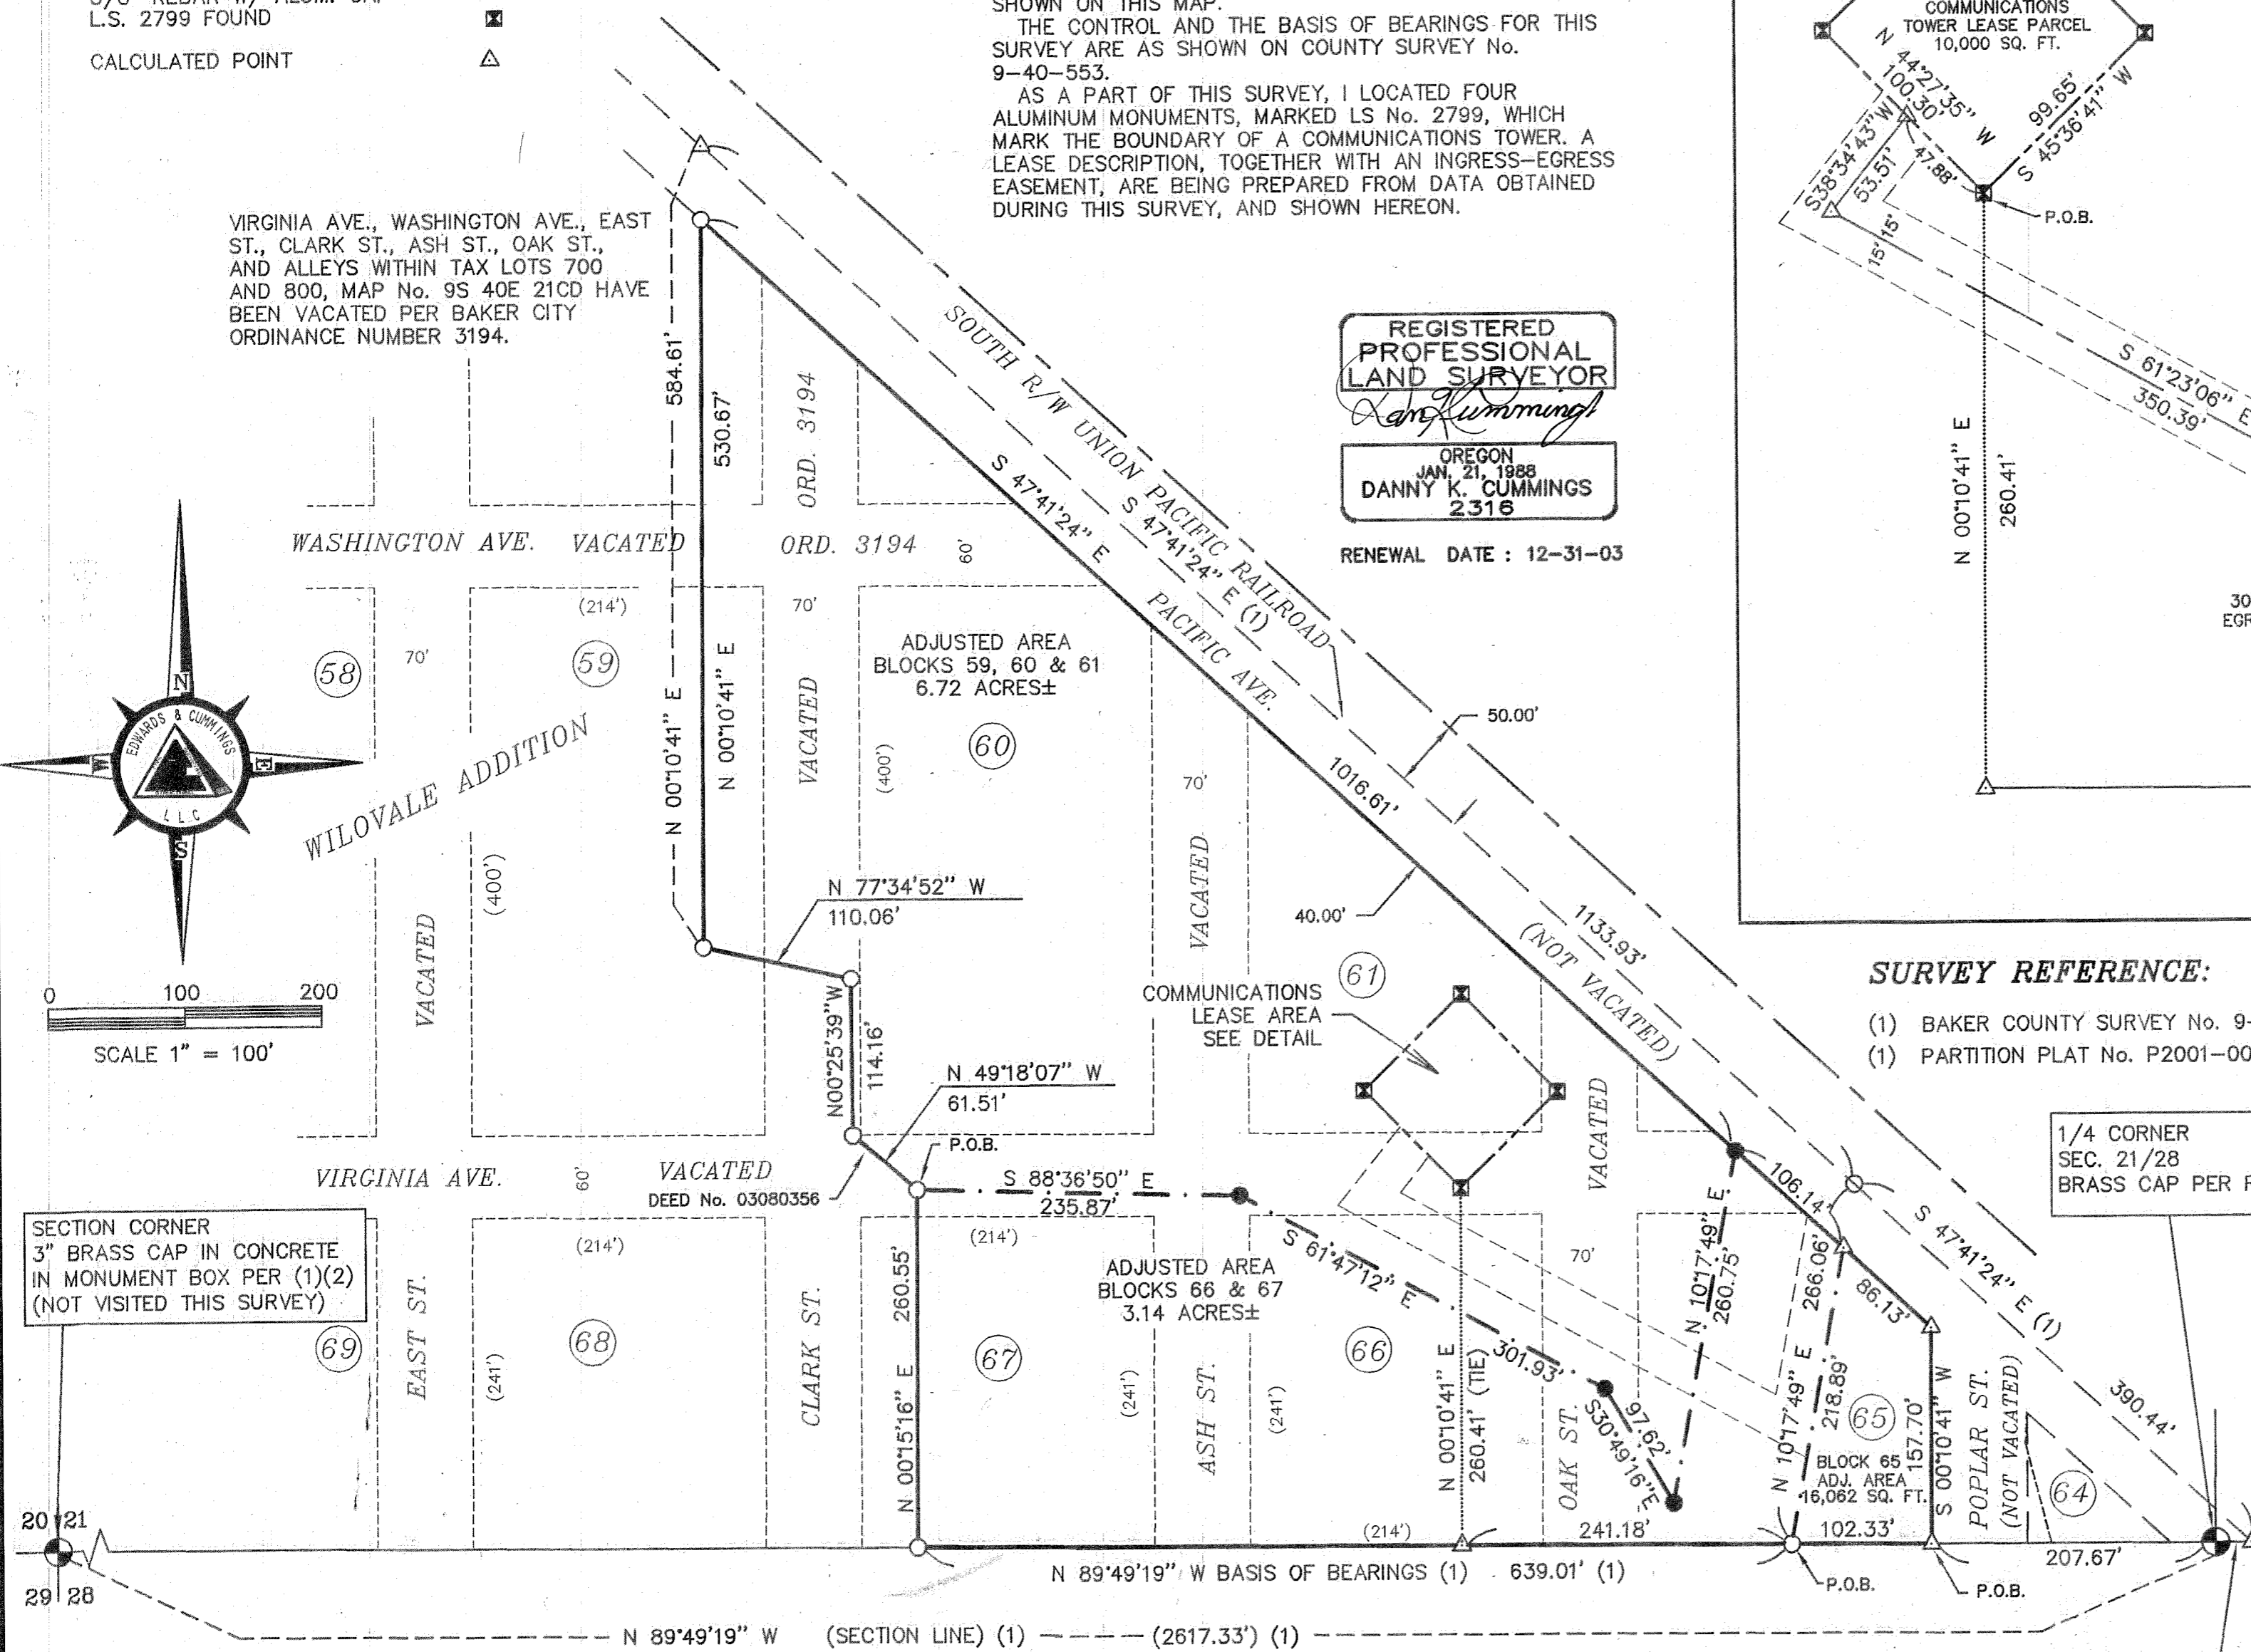 L.S. 2799 FOUND
CALCULATED POINT
SHOWN ON THIS MAP.
THE CONTROL AND THE BASIS OF BEARINGS FOR THIS
SURVEY ARE AS SHOWN ON COUNTY SURVEY No.
9-40-553.
AS A PART OF THIS SURVEY, I LOCATED FOUR
ALUMINUM MONUMENTS, MARKED LS No. 2799, WHICH
MARK THE BOUNDARY OF A COMMUNICATIONS TOWER. A
LEASE DESCRIPTION, TOGETHER WITH AN INGRESS-EGRESS
EASEMENT, ARE BEING PREPARED FROM DATA OBTAINED
DURING THIS SURVEY, AND SHOWN HEREON.
COMMUNICATIONS
TOWER LEASE PARCEL
10,000 SQ. FT.
N 44°27'35" W
100.30'
99.65'
S 45°36'41" W
S38°34'43"W
53.51'
47.88'
P.O.B.
15' 15'
S 61°23'06" E
350.39'
N 00°10'41" E
260.41'
30
EGR
VIRGINIA AVE., WASHINGTON AVE., EAST
ST., CLARK ST., ASH ST., OAK ST.,
AND ALLEYS WITHIN TAX LOTS 700
AND 800, MAP No. 9S 40E 21CD HAVE
BEEN VACATED PER BAKER CITY
ORDINANCE NUMBER 3194.
REGISTERED
PROFESSIONAL
LAND SURVEYOR
OREGON
JAN. 21, 1988
DANNY K. CUMMINGS
2316
RENEWAL DATE : 12-31-03
584.61'
530.67'
ORD. 3194
SOUTH R/W UNION PACIFIC RAILROAD
S 47°41'24" E (1)
S 47°41'24" E
PACIFIC AVE.
WASHINGTON AVE. VACATED ORD. 3194
60'
(214')
70'
70'
58
59
ADJUSTED AREA
BLOCKS 59, 60 & 61
6.72 ACRES±
60
N 00°10'41" E
N 00°10'41" E
VACATED
(400')
N
EDWARDS & CUMMINGS
LLC
W
E
S
WILOVALE ADDITION
70'
50.00'
1016.61'
40.00'
1133.93'
(NOT VACATED)
VACATED
(400')
VACATED
N 77°34'52" W
110.06'
0 100 200
SCALE 1" = 100'
N00°25'39"W
114.16'
N 49°18'07" W
61.51'
61
COMMUNICATIONS
LEASE AREA
SEE DETAIL
VACATED
SURVEY REFERENCE:
(1) BAKER COUNTY SURVEY No. 9-
(1) PARTITION PLAT No. P2001-00
1/4 CORNER
SEC. 21/28
BRASS CAP PER
P.O.B.
VIRGINIA AVE. 60' VACATED
DEED No. 03080356
S 88°36'50" E
235.87'
SECTION CORNER
3" BRASS CAP IN CONCRETE
IN MONUMENT BOX PER (1)(2)
(NOT VISITED THIS SURVEY)
(214')
(214')
ADJUSTED AREA
BLOCKS 66 & 67
3.14 ACRES±
S 61°47'12" E
301.93'
70'
N 10°17'49" E
260.75'
106.14'
266.06'
86.13'
S 47°41'24" E (1)
390.44'
69
EAST ST.
68
(241')
CLARK ST.
N 00°15'16" E
260.55'
67
(241')
ASH ST.
(241')
66
N 00°10'41" E
260.41' (TIE)
OAK ST.
97.62'
S30°49'16"E
N 10°17'49" E
218.89'
65
BLOCK 65
ADJ. AREA
16,062 SQ. FT.
157.70'
S 00°10'41" W
POPLAR ST.
(NOT VACATED)
64
20 21
29 28
(214')
241.18'
102.33'
207.67'
N 89°49'19" W BASIS OF BEARINGS (1) 639.01' (1)
P.O.B.
P.O.B.
N 89°49'19" W (SECTION LINE) (1) (2617.33') (1)